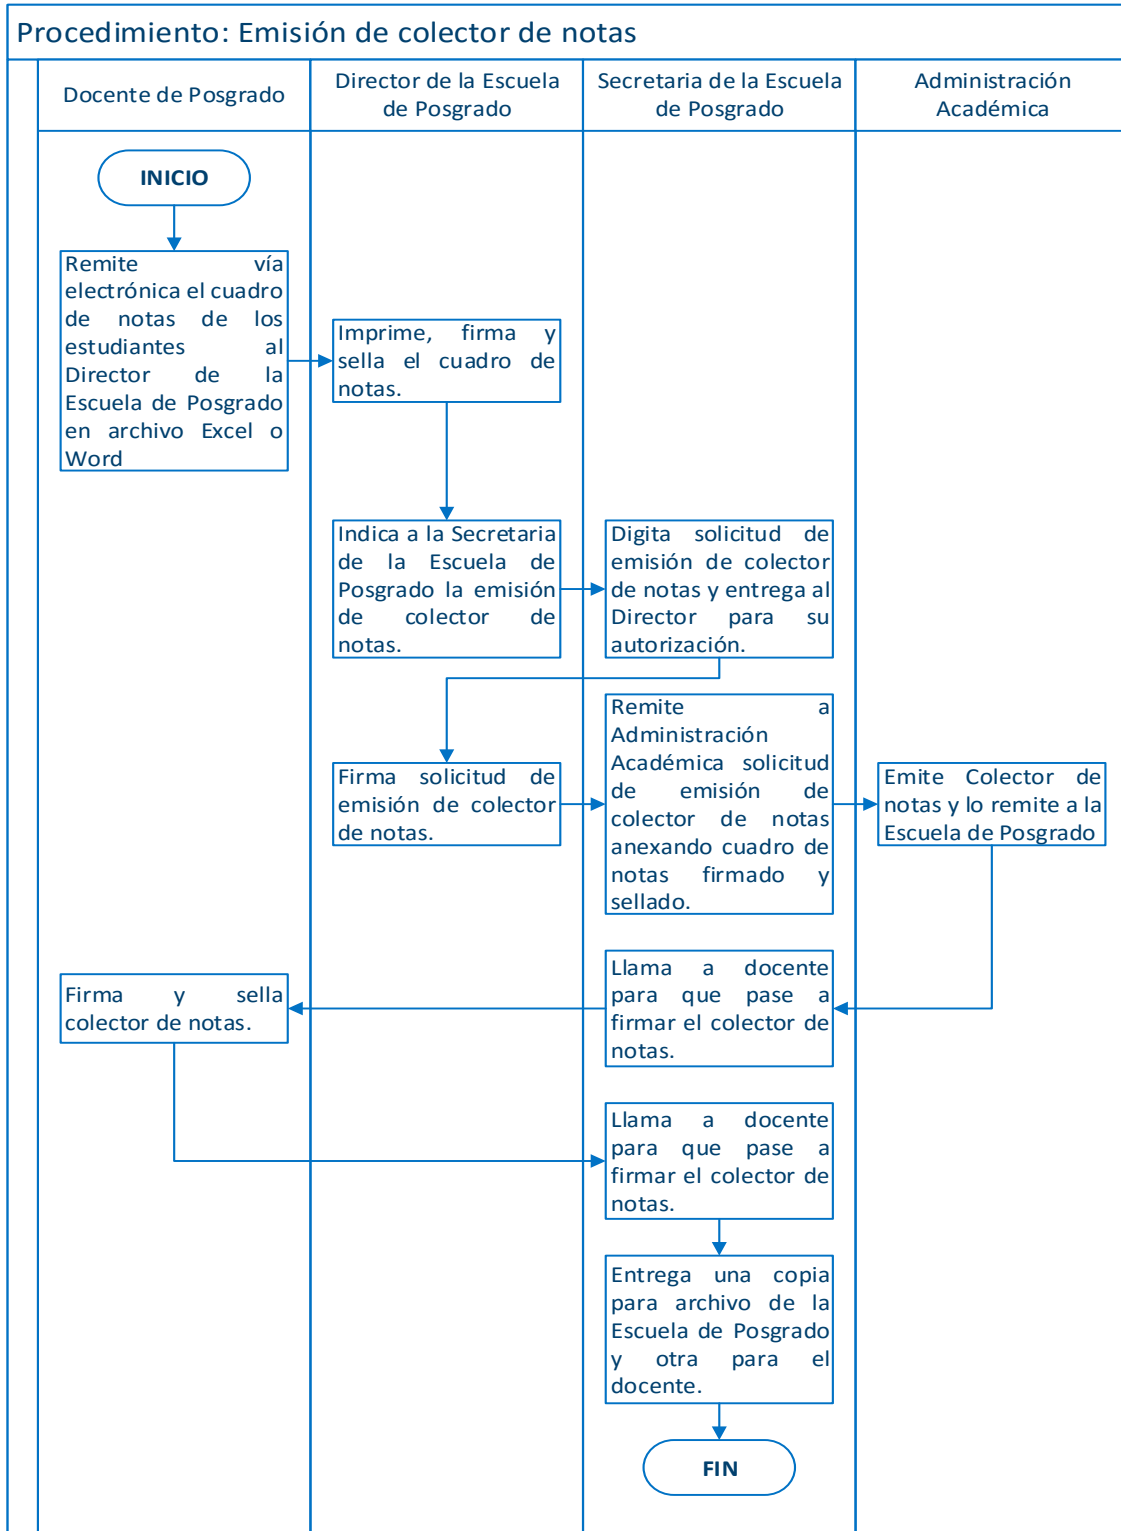 Procedimiento: Emisión de colector de notas
Docente de Posgrado
Director de la Escuela
de Posgrado
Secretaria de la Escuela
de Posgrado
Administración
Académica
INICIO
Remite vía
electrónica el cuadro
de notas de los
estudiantes al
Director de la
Escuela de Posgrado
en archivo Excel o
Word
Imprime, firma y
sella el cuadro de
notas.
Indica a la Secretaria
de la Escuela de
Posgrado la emisión
de colector de
notas.
Digita solicitud de
emisión de colector
de notas y entrega al
Director para su
autorización.
Firma solicitud de
emisión de colector
de notas.
Remite a
Administración
Académica solicitud
de emisión de
colector de notas
anexando cuadro de
notas firmado y
sellado.
Emite Colector de
notas y lo remite a la
Escuela de Posgrado
Llama a docente
para que pase a
firmar el colector de
notas.
Firma y sella
colector de notas.
Llama a docente
para que pase a
firmar el colector de
notas.
Entrega una copia
para archivo de la
Escuela de Posgrado
y otra para el
docente.
FIN